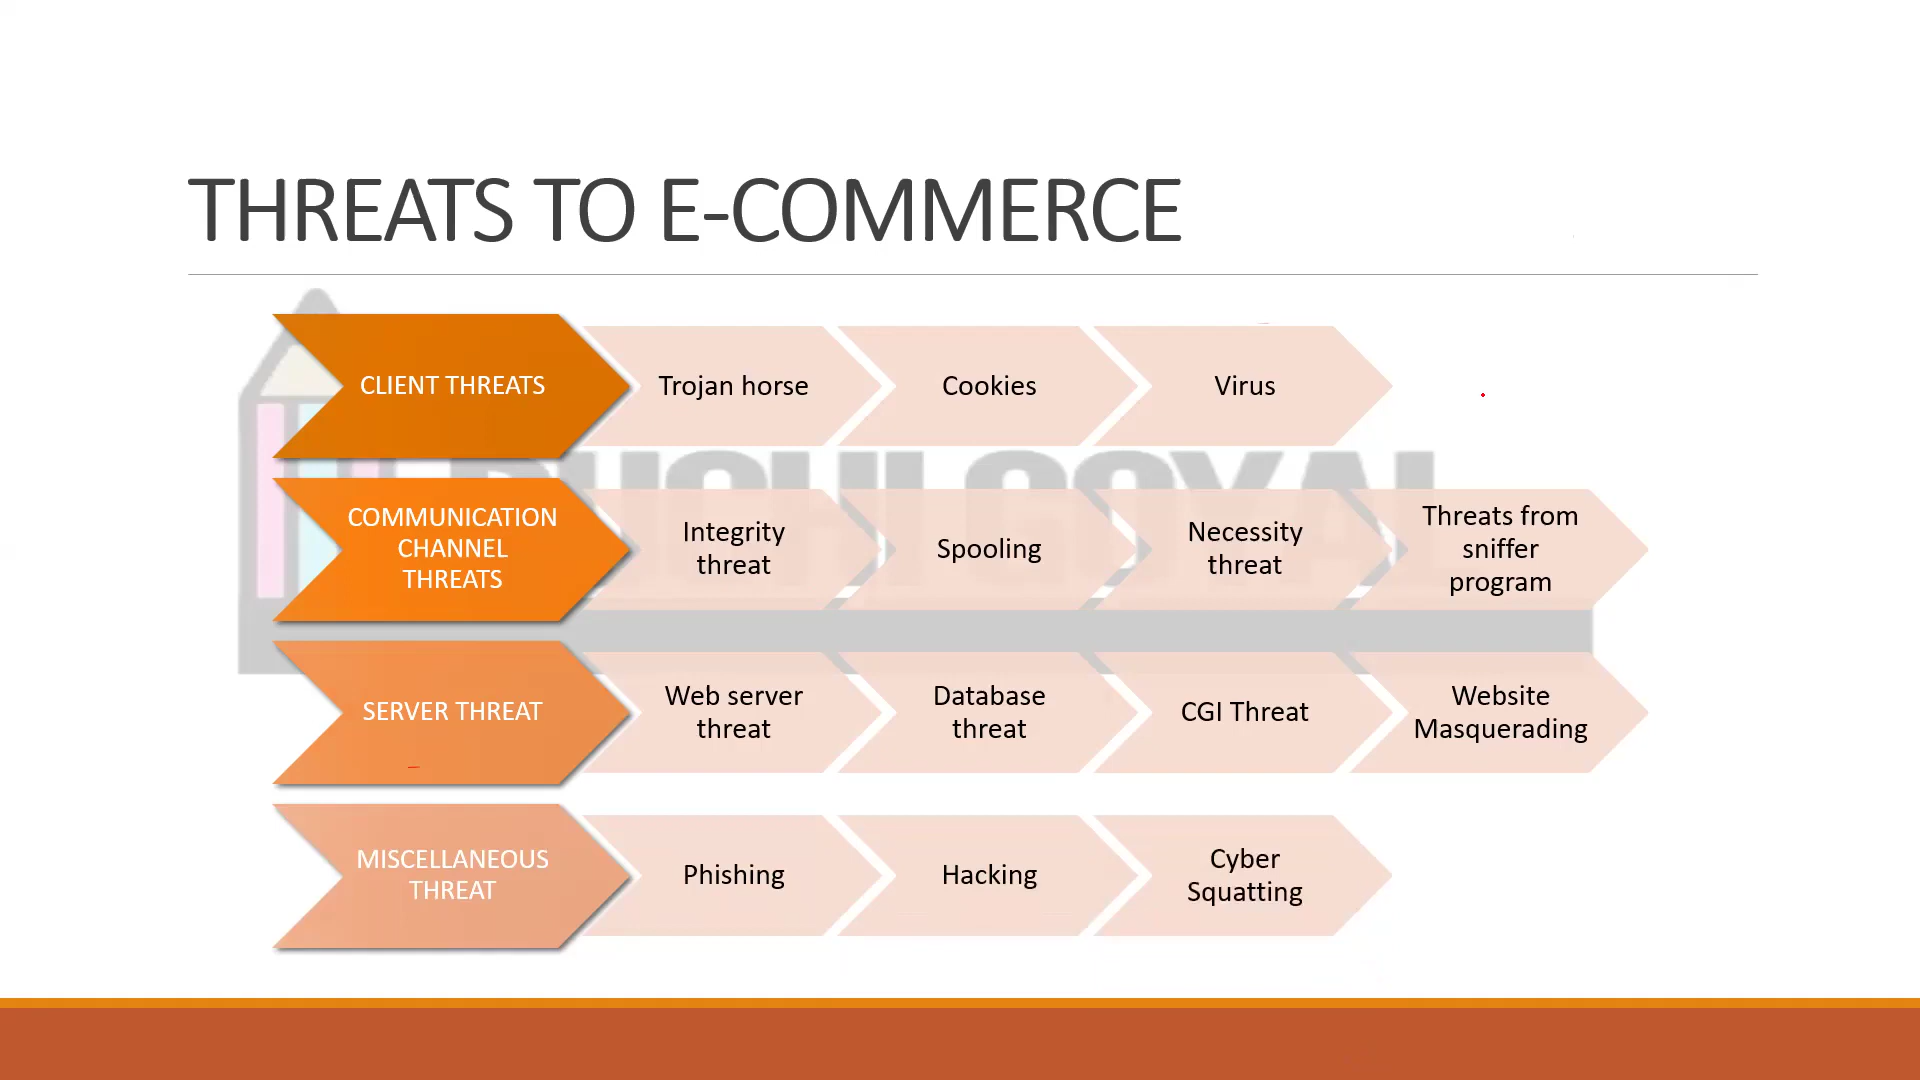 THREATS TO E-COMMERCE
CLIENT THREATS
Trojan horse
Cookies
Virus
COMMUNICATION
CHANNEL
THREATS
Integrity
threat
Spooling
Necessity
threat
Threats from
sniffer
program
SERVER THREAT
Web server
threat
Database
threat
CGI Threat
Website
Masquerading
MISCELLANEOUS
THREAT
Phishing
Hacking
Cyber
Squatting